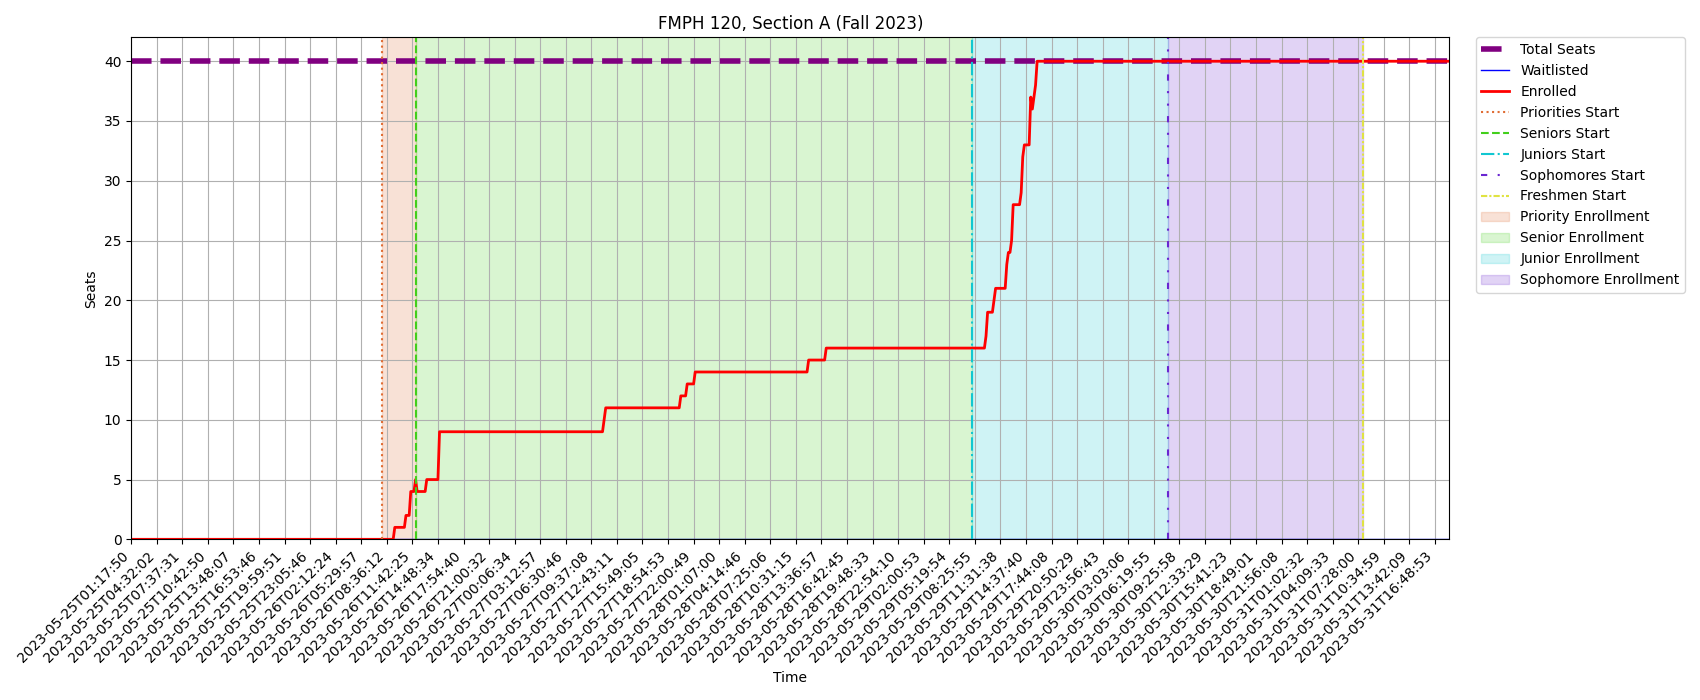 FMPH 120, Section A (Fall 2023)
Seats
40
35
30
25
20
15
10
5
0
2023-05-25T01:17:50
2023-05-25T04:32:02
2023-05-25T07:37:31
2023-05-25T10:42:50
2023-05-25T13:48:07
2023-05-25T16:53:46
2023-05-25T19:59:51
2023-05-25T23:05:46
2023-05-26T02:12:24
2023-05-26T05:29:57
2023-05-26T08:36:12
2023-05-26T11:42:25
2023-05-26T14:48:34
2023-05-26T17:54:40
2023-05-26T21:00:32
2023-05-27T00:06:34
2023-05-27T03:12:57
2023-05-27T06:30:46
2023-05-27T09:37:08
2023-05-27T12:43:11
2023-05-27T15:49:05
2023-05-27T18:54:53
2023-05-27T22:00:49
2023-05-28T01:07:00
2023-05-28T04:14:46
2023-05-28T07:25:06
2023-05-28T10:31:15
2023-05-28T13:36:57
2023-05-28T16:42:45
2023-05-28T19:48:33
2023-05-28T22:54:10
2023-05-29T02:00:53
2023-05-29T05:19:54
2023-05-29T08:25:55
2023-05-29T11:31:38
2023-05-29T14:37:40
2023-05-29T17:44:08
2023-05-29T20:50:29
2023-05-29T23:56:43
2023-05-30T03:03:06
2023-05-30T06:19:55
2023-05-30T09:25:58
2023-05-30T12:33:29
2023-05-30T15:41:23
2023-05-30T18:49:01
2023-05-30T21:56:08
2023-05-31T01:02:32
2023-05-31T04:09:33
2023-05-31T07:28:00
2023-05-31T10:34:59
2023-05-31T13:42:09
2023-05-31T16:48:53
Time
Total Seats
Waitlisted
Enrolled
Priorities Start
Seniors Start
Juniors Start
Sophomores Start
Freshmen Start
Priority Enrollment
Senior Enrollment
Junior Enrollment
Sophomore Enrollment